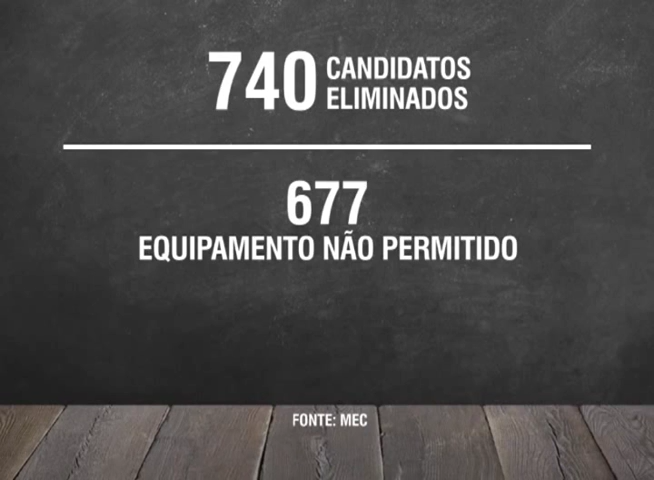 740 CANDIDATOS
ELIMINADOS
677
EQUIPAMENTO NÃO PERMITIDO
FONTE: MEC